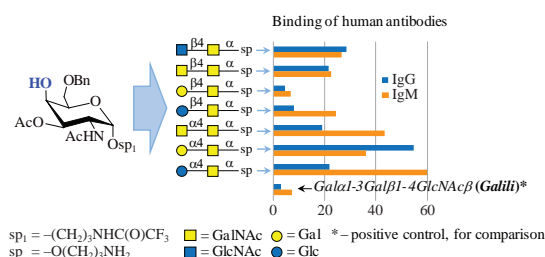 Binding of human antibodies
HO
OBn
6
O
AcO
3
AcHN
Osp₁
β4 α sp
β4 α sp
β4 α sp
β4 α sp
α4 α sp
α4 α sp
α4 α sp
IgG
IgM
Galα1-3Galβ1-4GlcNAcβ (Galili)*
0 20 40 60
sp₁ = –(CH₂)₃NHC(O)CF₃ = GalNAc = Gal * – positive control, for comparison
sp = –O(CH₂)₃NH₂ = GlcNAc = Glc